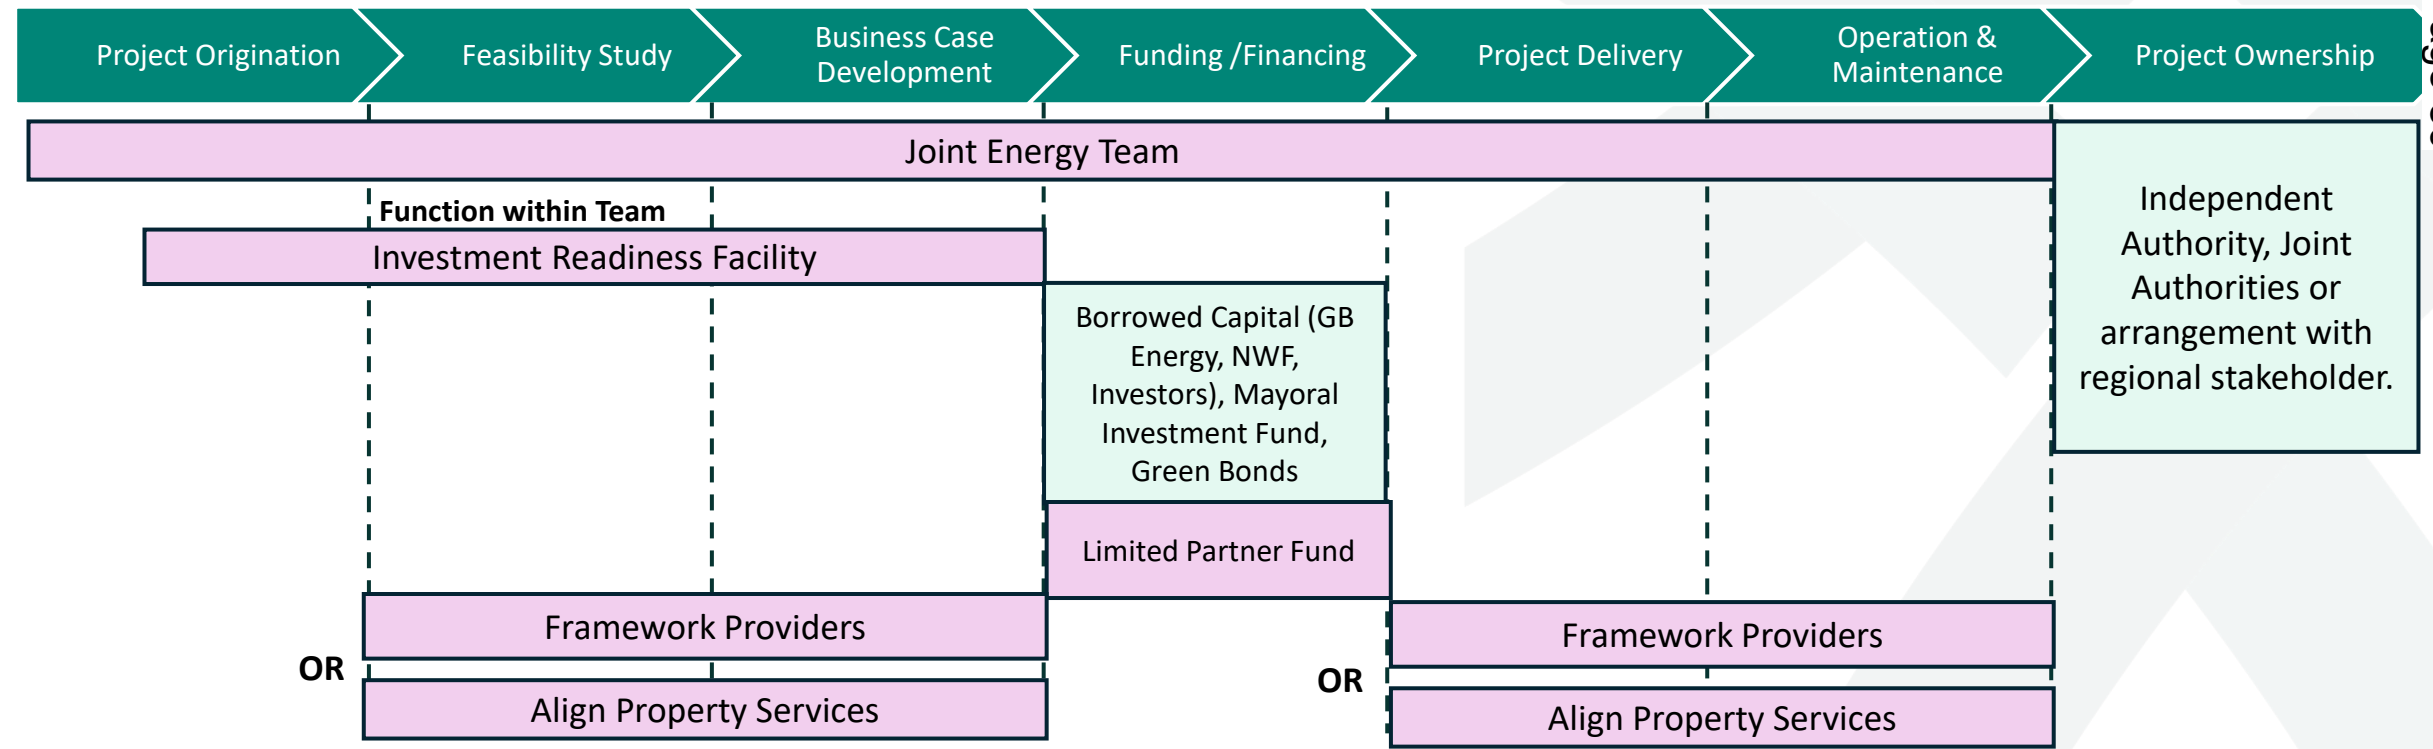 Project Origination
Feasibility Study
Business Case
Development
Funding /Financing
Project Delivery
Operation &
Maintenance
Project Ownership
Joint Energy Team
Independent
Authority, Joint
Authorities or
arrangement with
regional stakeholder.
Function within Team
Investment Readiness Facility
Borrowed Capital (GB
Energy, NWF,
Investors), Mayoral
Investment Fund,
Green Bonds
Limited Partner Fund
Framework Providers
OR
Align Property Services
Framework Providers
OR
Align Property Services